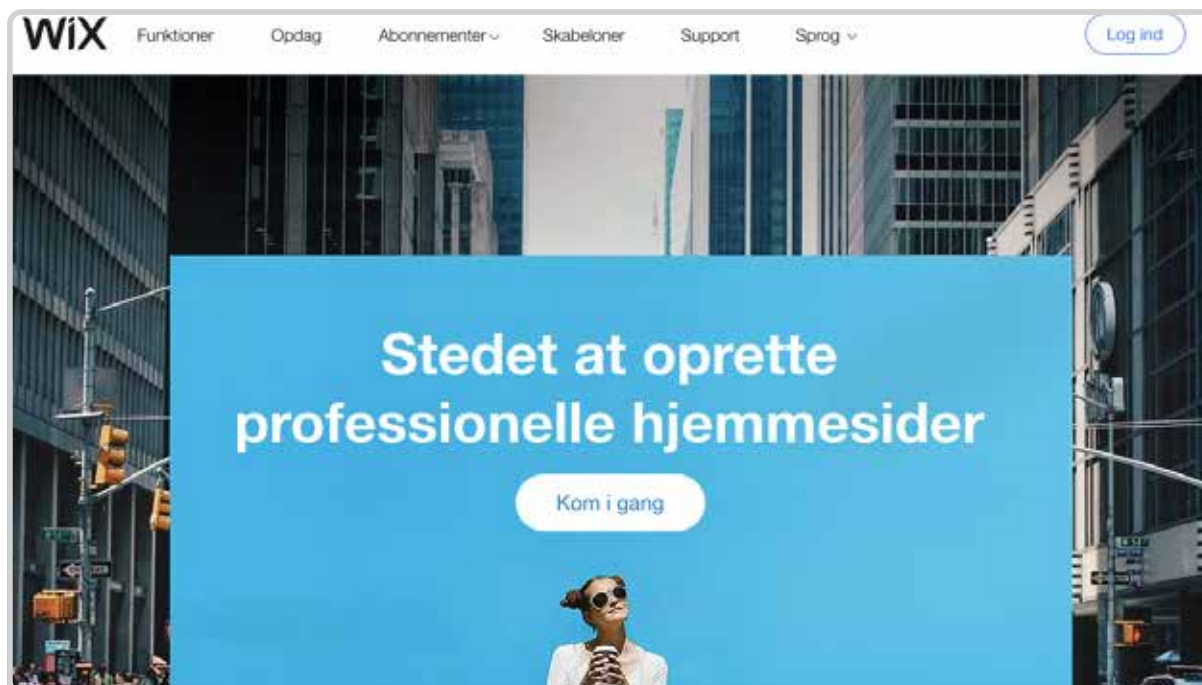 WiX
Funktioner Opdag Abonnementer Skabeloner Support Sprog Log ind
Stedet at oprette
professionelle hjemmesider
Kom i gang